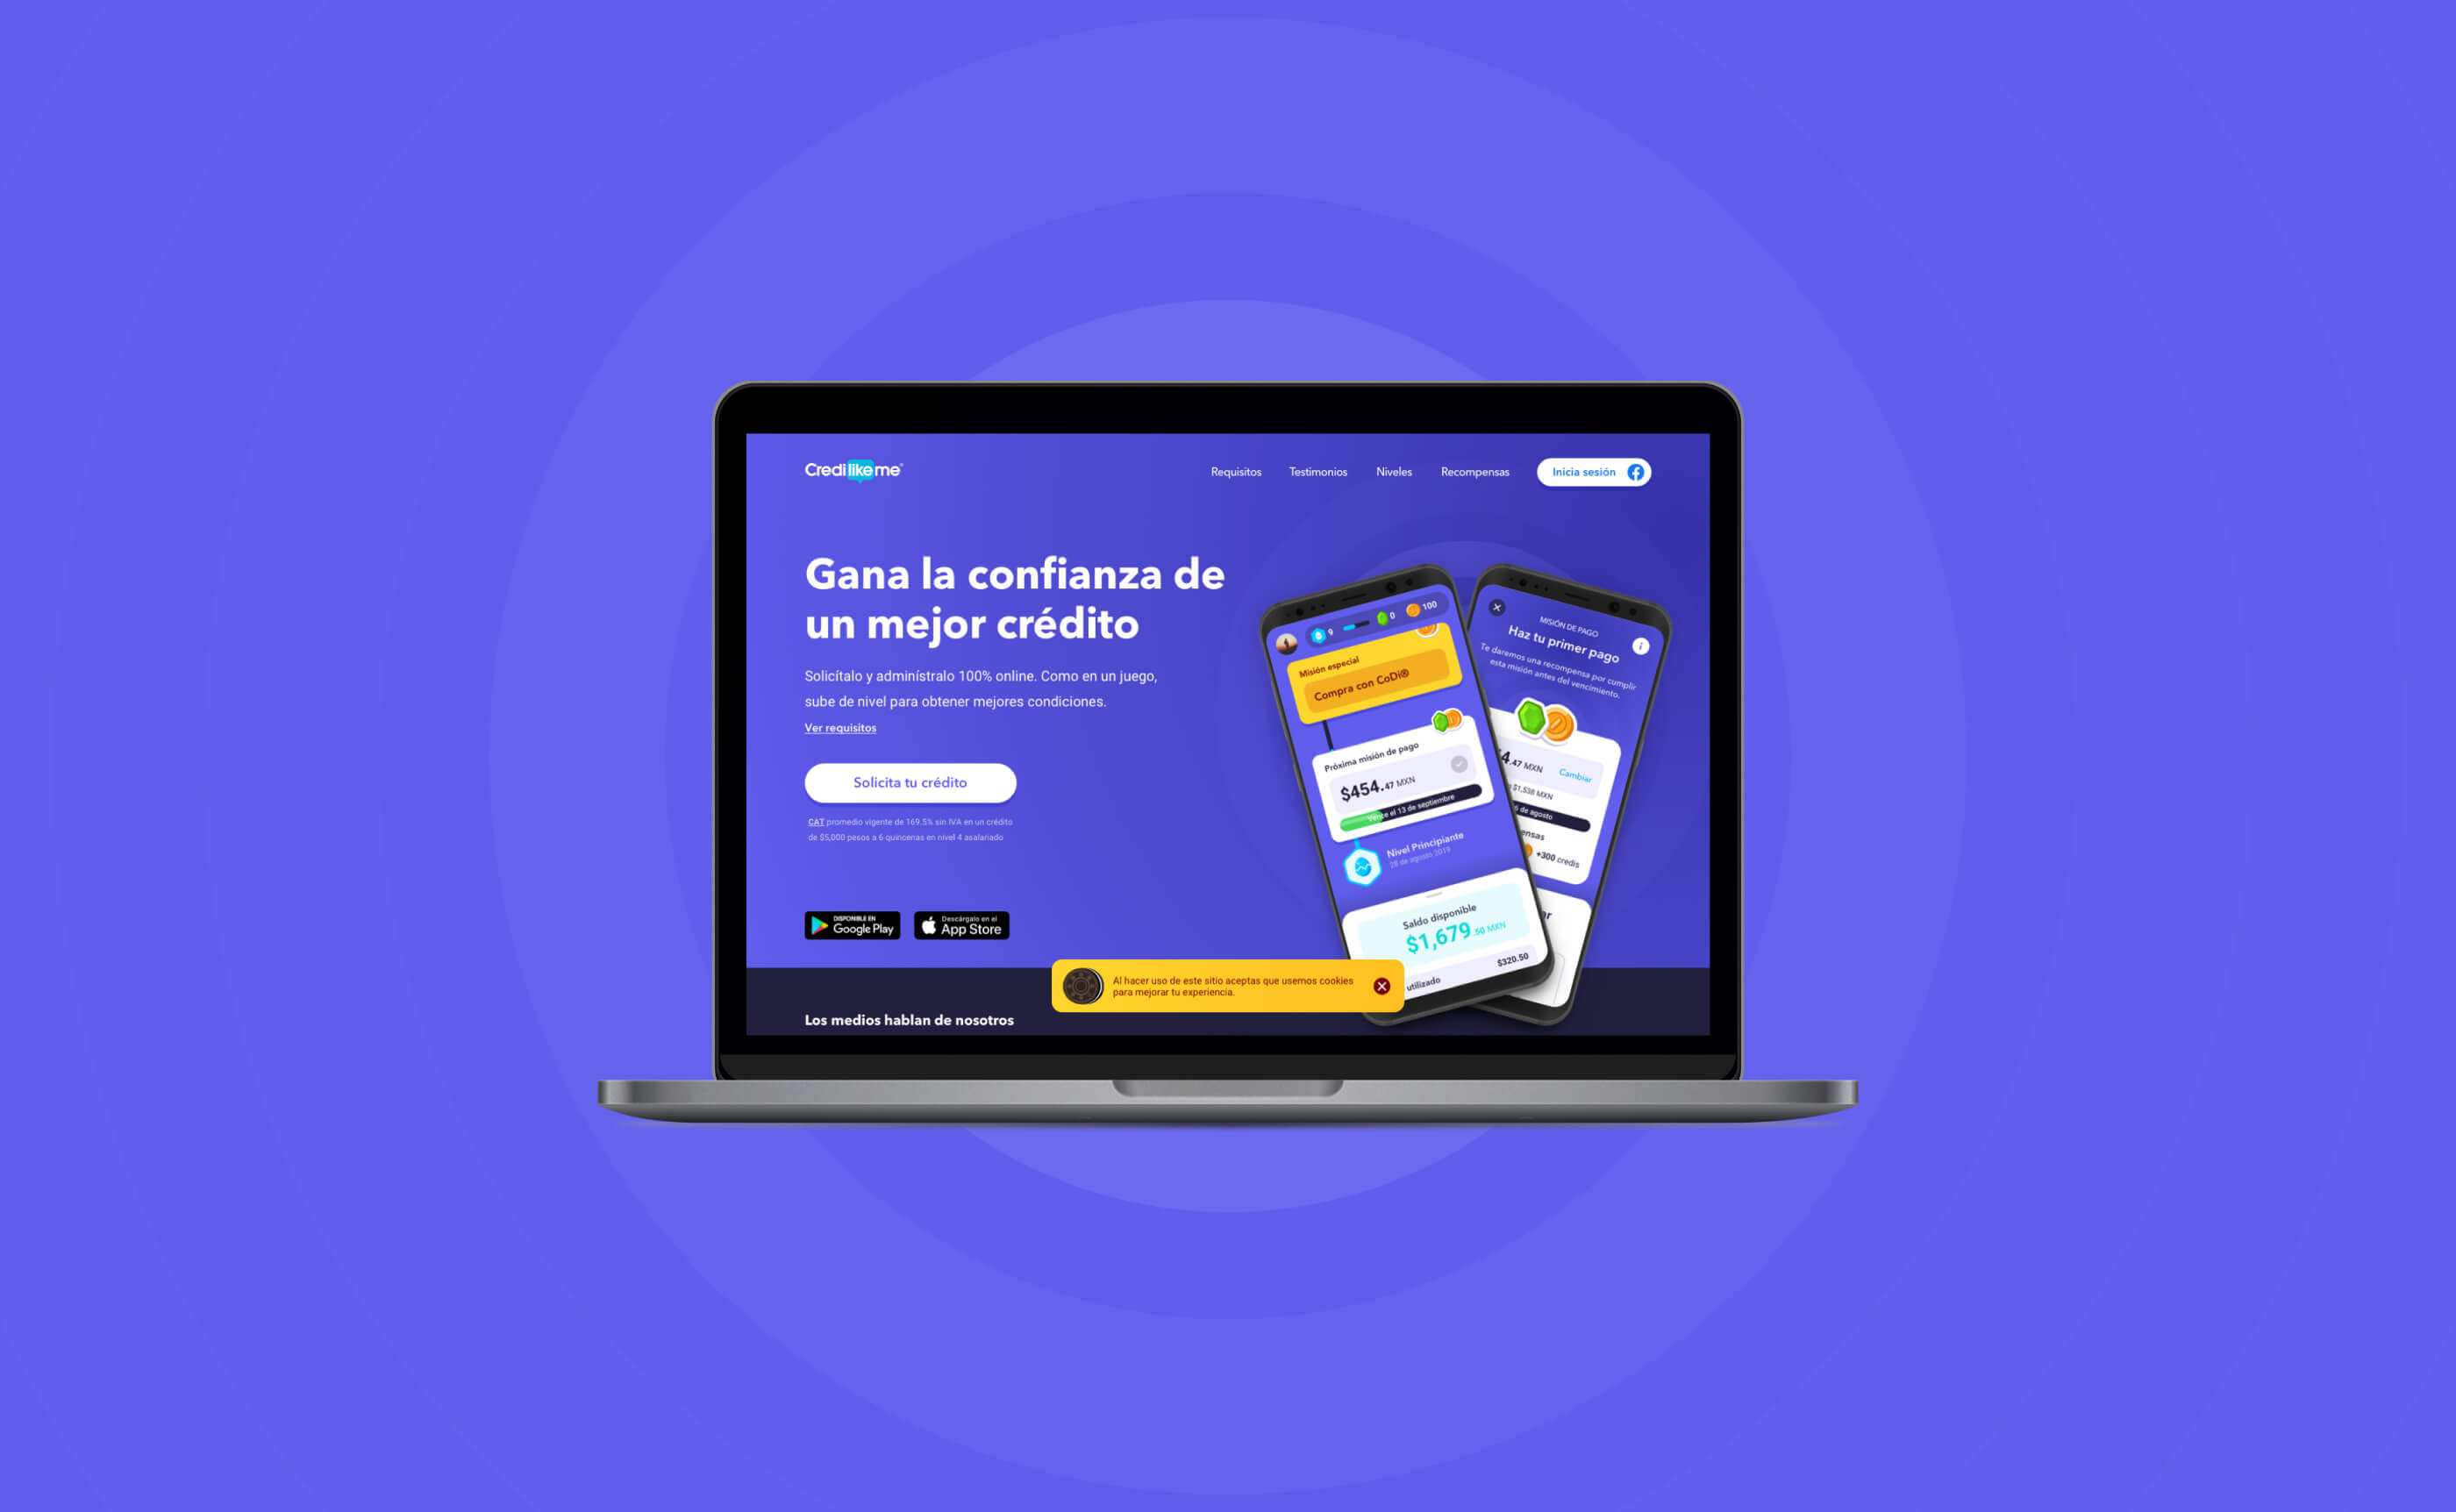 Credilikeme
Requisitos
Testimonios
Niveles
Recompensas
Inicia sesión
Gana la confianza de
un mejor crédito
Solicítalo y adminístralo 100% online. Como en un juego,
sube de nivel para obtener mejores condiciones.
Ver requisitos
Solicita tu crédito
CAT promedio vigente de 169.5% sin IVA en un crédito
de $5,000 pesos a 6 quincenas en nivel 4 asalariado
DISPONIBLE EN
Google Play
Descárgalo en el
App Store
9
0
100
Misión especial
Compra con CoDi®
Próxima misión de pago
$454.47 MXN
Vence el 13 de septiembre
Nivel Principiante
28 de agosto 2019
Saldo disponible
$1,679.50 MXN
utilizado
$320.50
MISIÓN DE PAGO
Haz tu primer pago
i
Te daremos una recompensa por cumplir
esta misión antes del vencimiento.
4.47 MXN
Cambiar
$1,538 MXN
de agosto
ensas
+300 credis
ar
Al hacer uso de este sitio aceptas que usemos cookies
para mejorar tu experiencia.
Los medios hablan de nosotros